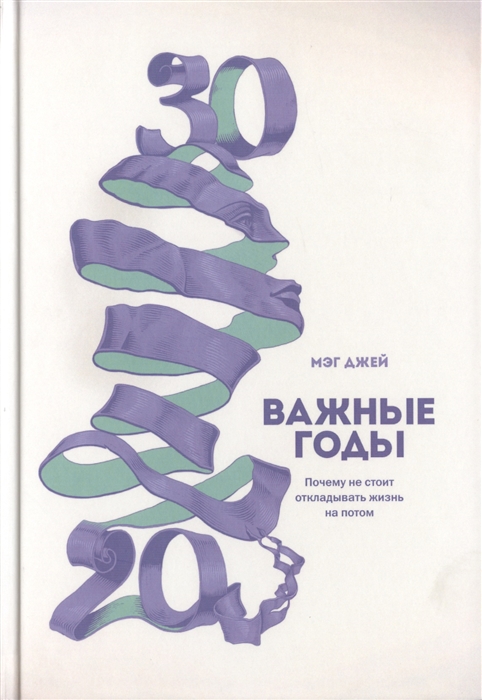 30
МЭГ ДЖЕЙ
ВАЖНЫЕ
ГОДЫ
Почему не стоит
откладывать жизнь
на потом
20